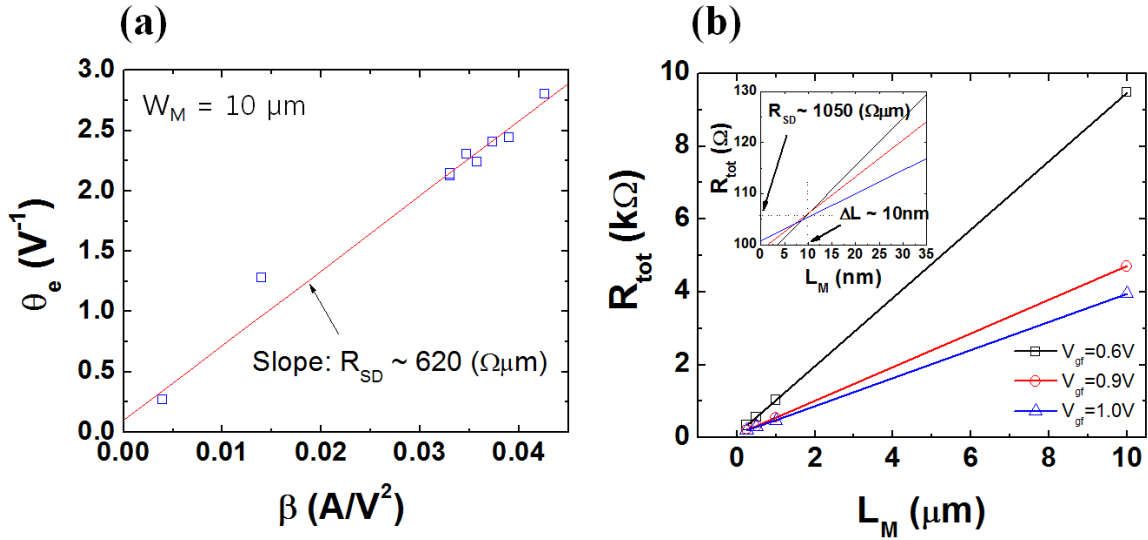 (a)
3.0
2.5
2.0
1.5
1.0
0.5
0.0
θe (V-1)
W_M = 10 μm
Slope: R_SD ~ 620 (Ωμm)
0.00 0.01 0.02 0.03 0.04
β (A/V²)
(b)
10
8
6
4
2
0
R_tot (kΩ)
130
120
110
100
R_tot (Ω)
R_SD ~ 1050 (Ωμm)
ΔL ~ 10nm
0 5 10 15 20 25 30 35
L_M (nm)
V_gf=0.6V
V_gf=0.9V
V_gf=1.0V
0 2 4 6 8 10
L_M (μm)